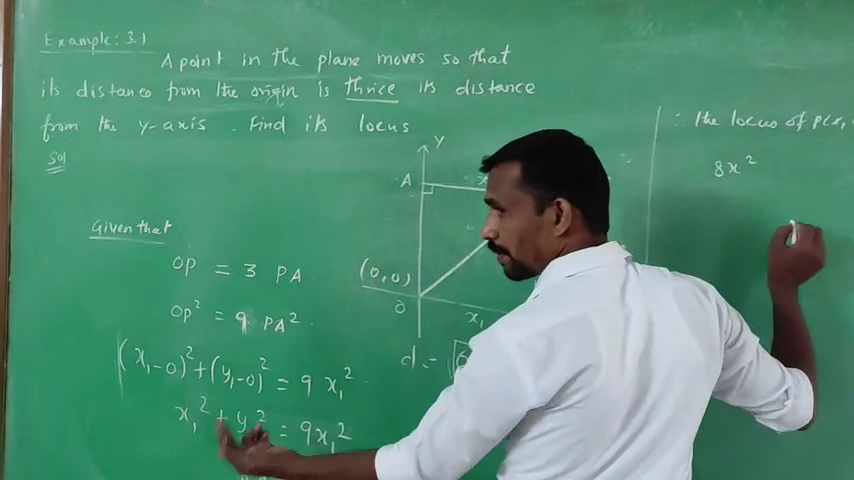 Example: 3.1
A point in the plane moves so that
its distance from the origin is thrice its distance
from the y-axis. Find its locus
Sol
Given that
OP = 3 PA
OP² = 9 PA²
(x₁-0)²+(y₁-0)² = 9 x₁²
x₁² + y₁² = 9x₁²
Y
A
(0,0)
O
x₁
d = √
∴ the locus of P(x₁
8x²